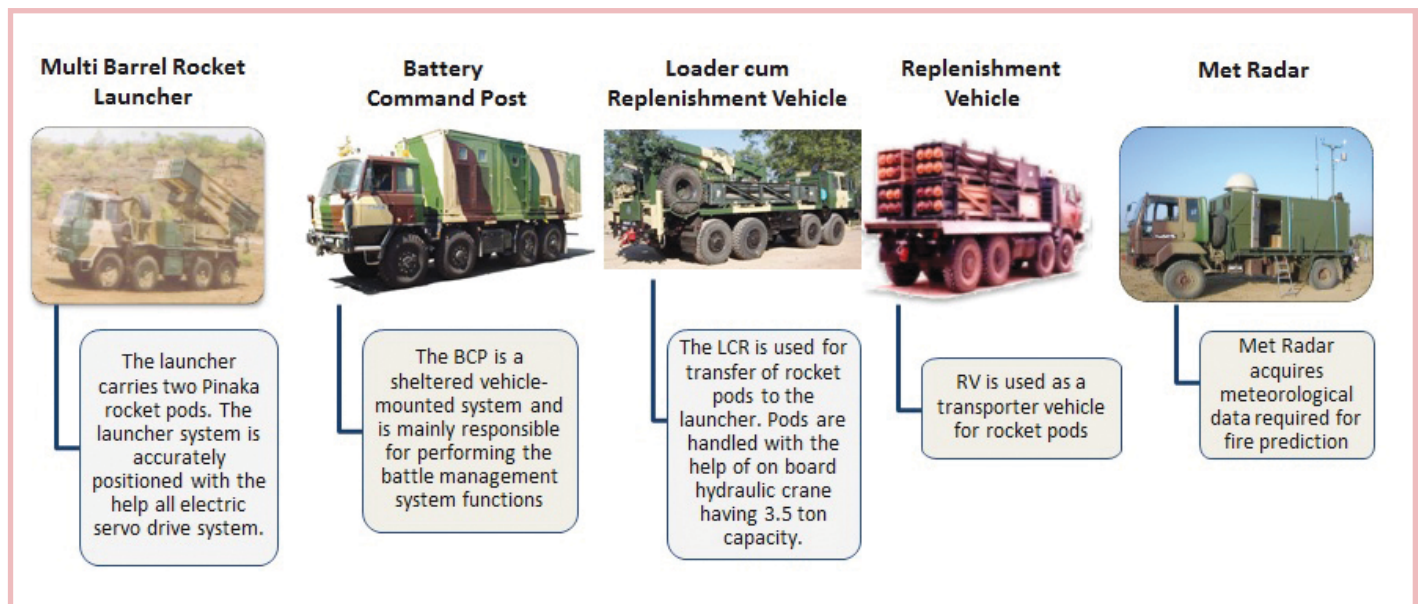 Multi Barrel Rocket
Launcher
Battery
Command Post
Loader cum
Replenishment Vehicle
Replenishment
Vehicle
Met Radar
The launcher
carries two Pinaka
rocket pods. The
launcher system is
accurately
positioned with the
help all electric
servo drive system.
The BCP is a
sheltered vehicle-
mounted system and
is mainly responsible
for performing the
battle management
system functions
The LCR is used for
transfer of rocket
pods to the
launcher. Pods are
handled with the
help of on board
hydraulic crane
having 3.5 ton
capacity.
RV is used as a
transporter vehicle
for rocket pods
Met Radar
acquires
meteorological
data required for
fire prediction